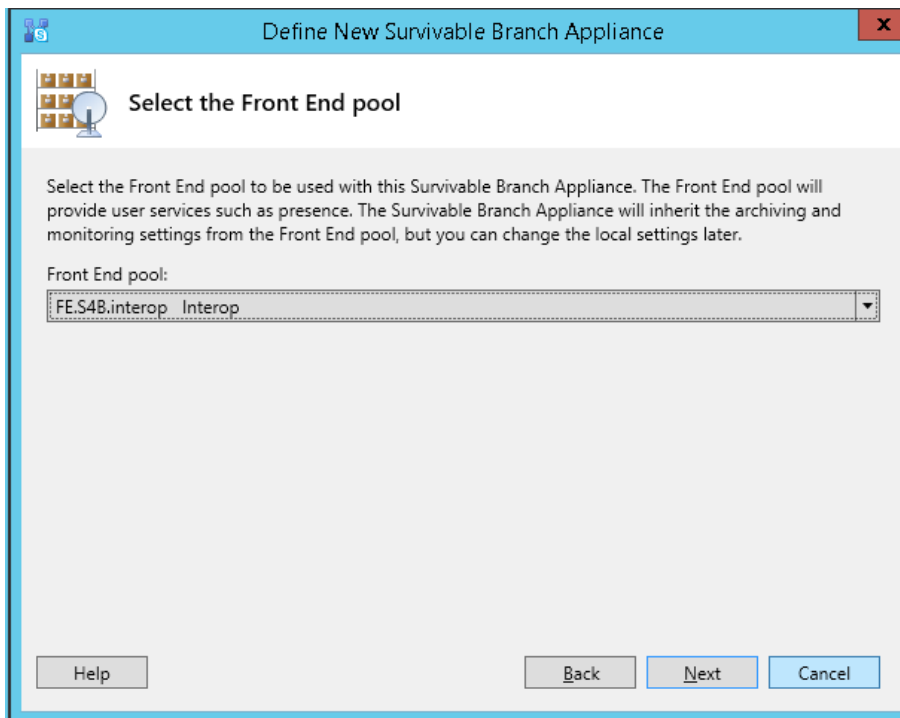 Define New Survivable Branch Appliance
X
Select the Front End pool
Select the Front End pool to be used with this Survivable Branch Appliance. The Front End pool will
provide user services such as presence. The Survivable Branch Appliance will inherit the archiving and
monitoring settings from the Front End pool, but you can change the local settings later.
Front End pool:
FE.S4B.interop Interop
Help
Back
Next
Cancel